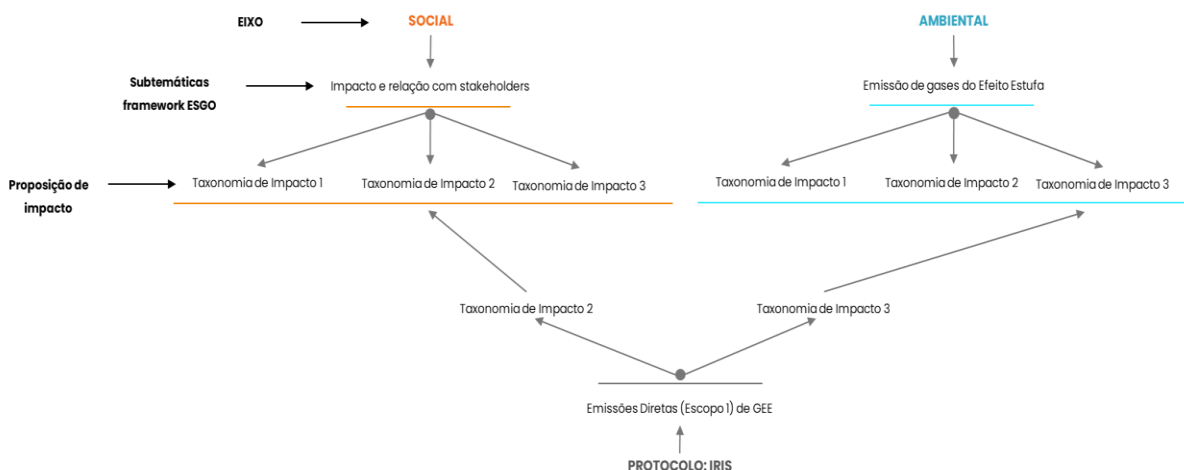 EIXO
SOCIAL
AMBIENTAL
Subtemáticas
framework ESGO
Impacto e relação com stakeholders
Emissão de gases do Efeito Estufa
Proposição de
impacto
Taxonomia de Impacto 1
Taxonomia de Impacto 2
Taxonomia de Impacto 3
Taxonomia de Impacto 1
Taxonomia de Impacto 2
Taxonomia de Impacto 3
Taxonomia de Impacto 2
Taxonomia de Impacto 3
Emissões Diretas (Escopo 1) de GEE
PROTOCOLO: IRIS